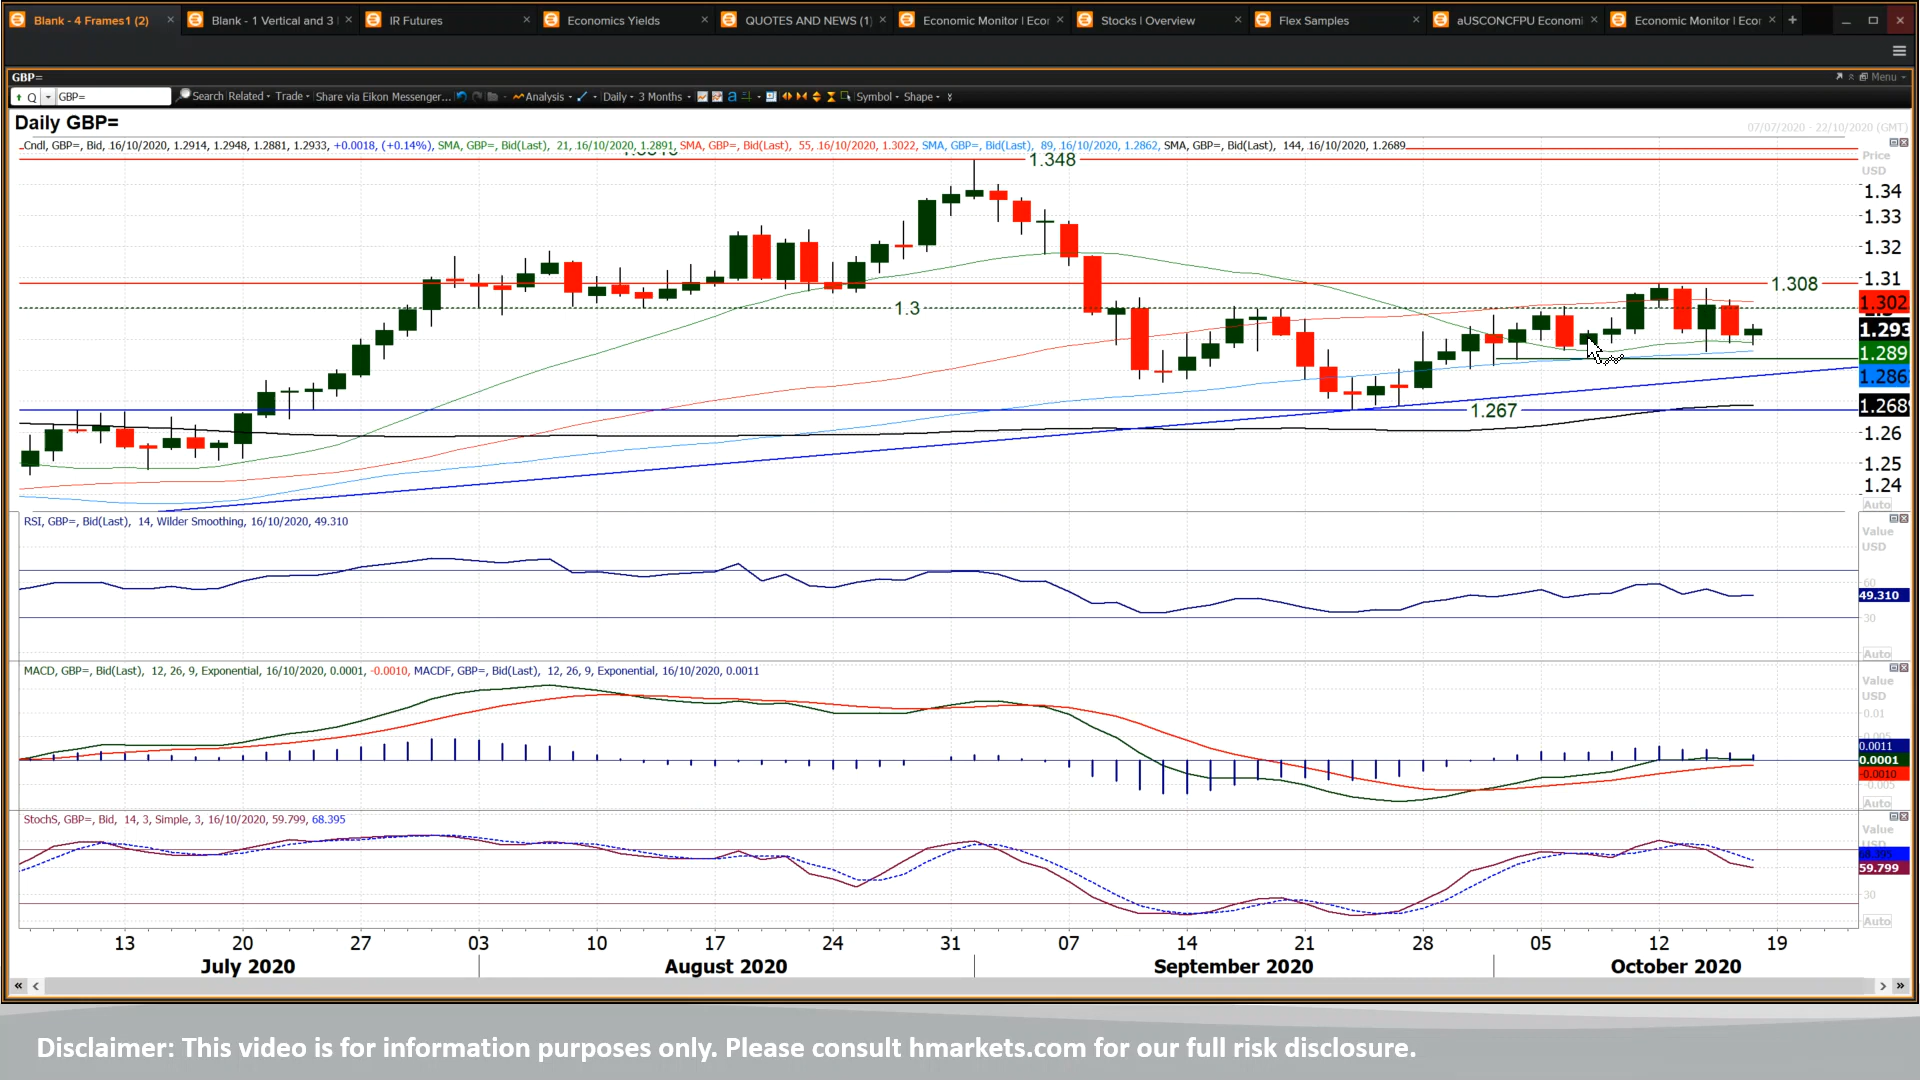 Blank - 4 Frames1 (2)
Blank - 1 Vertical and 3
IR Futures
Economics Yields
QUOTES AND NEWS (1)
Economic Monitor | Ecor
Stocks | Overview
Flex Samples
aUSCONCFPU Economi
Economic Monitor | Ecor
GBP=
Menu
Q GBP= Search Related Trade Share via Eikon Messenger... Analysis Daily 3 Months Symbol Shape
Daily GBP=
07/07/2020 - 22/10/2020 (GMT)
Cndl, GBP=, Bid, 16/10/2020, 1.2914, 1.2948, 1.2881, 1.2933, +0.0018, (+0.14%), SMA, GBP=, Bid(Last), 21, 16/10/2020, 1.2891, SMA, GBP=, Bid(Last), 55, 16/10/2020, 1.3022, SMA, GBP=, Bid(Last), 89, 16/10/2020, 1.2862, SMA, GBP=, Bid(Last), 144, 16/10/2020, 1.2689
Price
USD
1.348
1.34
1.33
1.32
1.31
1.308
1.302
1.3
1.293
1.289
1.286
1.268
1.267
1.26
1.25
1.24
Auto
RSI, GBP=, Bid(Last), 14, Wilder Smoothing, 16/10/2020, 49.310
Value
USD
60
49.310
30
Auto
MACD, GBP=, Bid(Last), 12, 26, 9, Exponential, 16/10/2020, 0.0001, -0.0010, MACDF, GBP=, Bid(Last), 12, 26, 9, Exponential, 16/10/2020, 0.0011
Value
USD
0.01
0.0011
0.0001
-0.0010
-0.005
Auto
StochS, GBP=, Bid, 14, 3, Simple, 3, 16/10/2020, 59.799, 68.395
Value
USD
59.799
30
Auto
13 20 27 03 10 17 24 31 07 14 21 28 05 12 19
July 2020 August 2020 September 2020 October 2020
Disclaimer: This video is for information purposes only. Please consult hmarkets.com for our full risk disclosure.